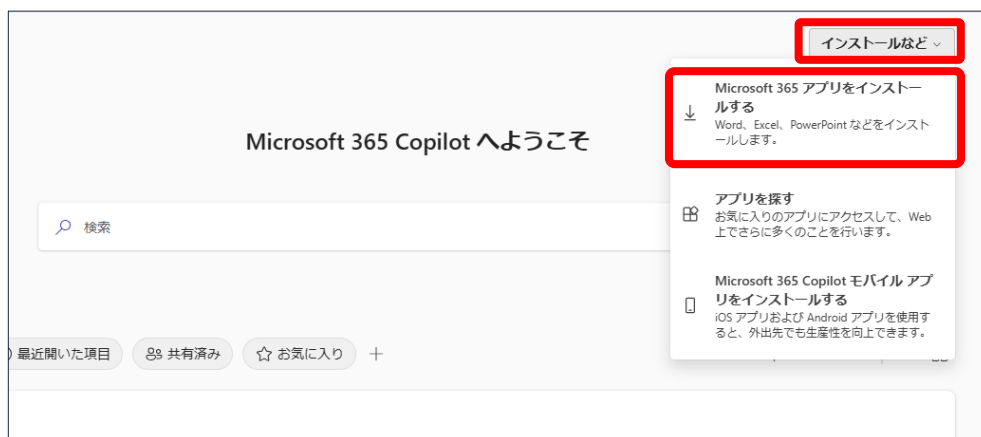 インストールなど
Microsoft 365 アプリをインストー
ルする
Word、Excel、PowerPoint などをインスト
ールします。
Microsoft 365 Copilot へようこそ
アプリを探す
お気に入りのアプリにアクセスして、Web
上でさらに多くのことを行います。
検索
Microsoft 365 Copilot モバイル アプ
リをインストールする
iOS アプリおよび Android アプリを使用す
ると、外出先でも生産性を向上できます。
最近開いた項目 共有済み お気に入り